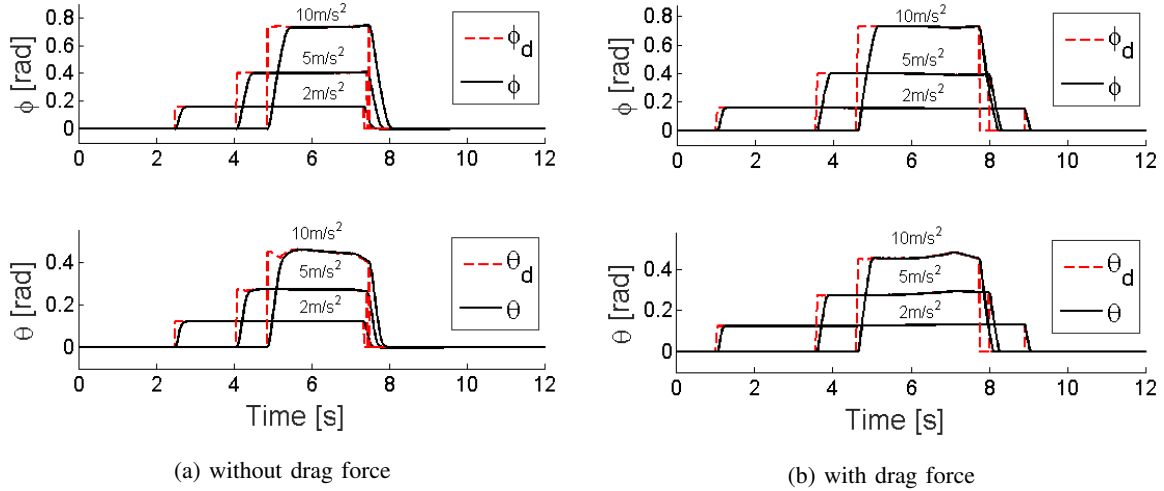 10m/s²
5m/s²
2m/s²
ϕ [rad]
0.8
0.6
0.4
0.2
0
0 2 4 6 8 10 12
ϕd
ϕ
10m/s²
5m/s²
2m/s²
θ [rad]
0.4
0.2
0
0 2 4 6 8 10 12
θd
θ
Time [s]
(a) without drag force
10m/s²
5m/s²
2m/s²
ϕ [rad]
0.8
0.6
0.4
0.2
0
0 2 4 6 8 10 12
ϕd
ϕ
10m/s²
5m/s²
2m/s²
θ [rad]
0.4
0.2
0
0 2 4 6 8 10 12
θd
θ
Time [s]
(b) with drag force